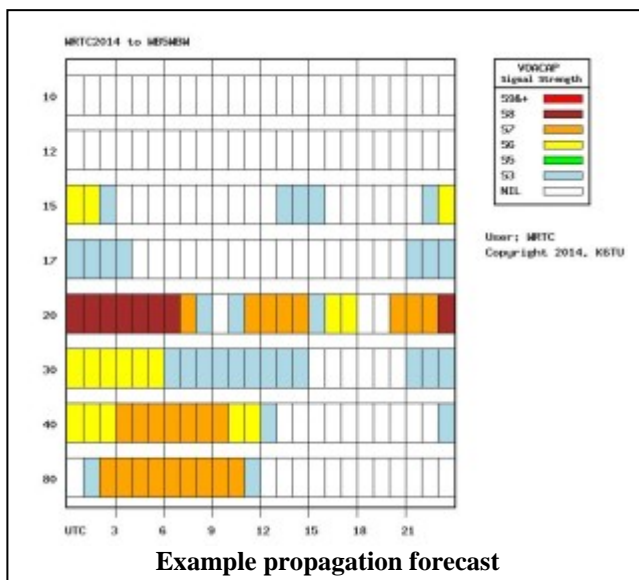 WRTC2014 to WB5WBW
VOACAP
Signal Strength
S9&+
S8
S7
S6
S5
S3
NIL
User; WRTC
Copyright 2014, K6TU
10
12
15
17
20
30
40
80
UTC 3 6 9 12 15 18 21
Example propagation forecast